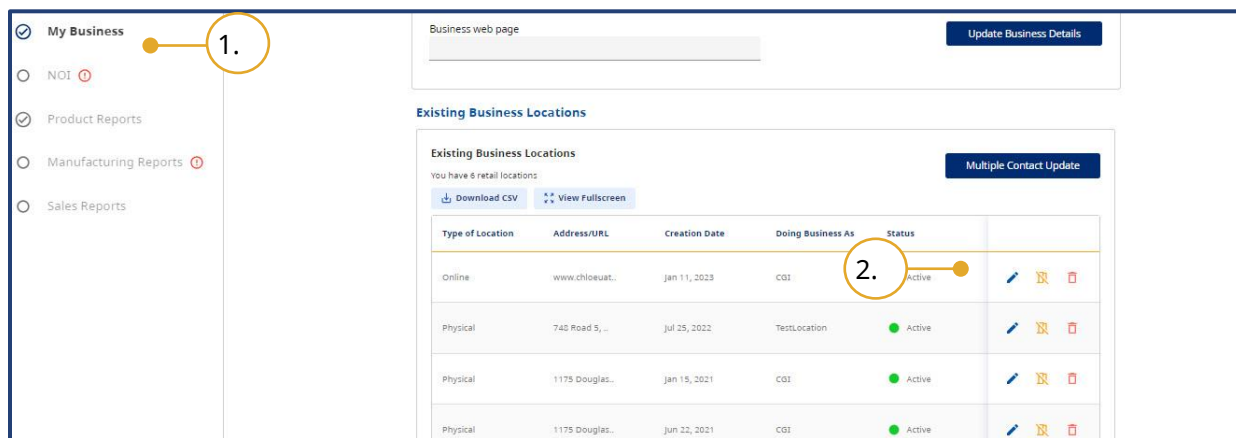 My Business
1.
NOI
Product Reports
Manufacturing Reports
Sales Reports
Business web page
Update Business Details
Existing Business Locations
Existing Business Locations
You have 6 retail locations
Multiple Contact Update
Download CSV View Fullscreen
Type of Location Address/URL Creation Date Doing Business As Status
Online www.chloeuat.. Jan 11, 2023 CGI 2. Active
Physical 748 Road 5, .. Jul 25, 2022 TestLocation Active
Physical 1175 Douglas.. Jan 15, 2021 CGI Active
Physical 1175 Douglas.. Jun 22, 2021 CGI Active